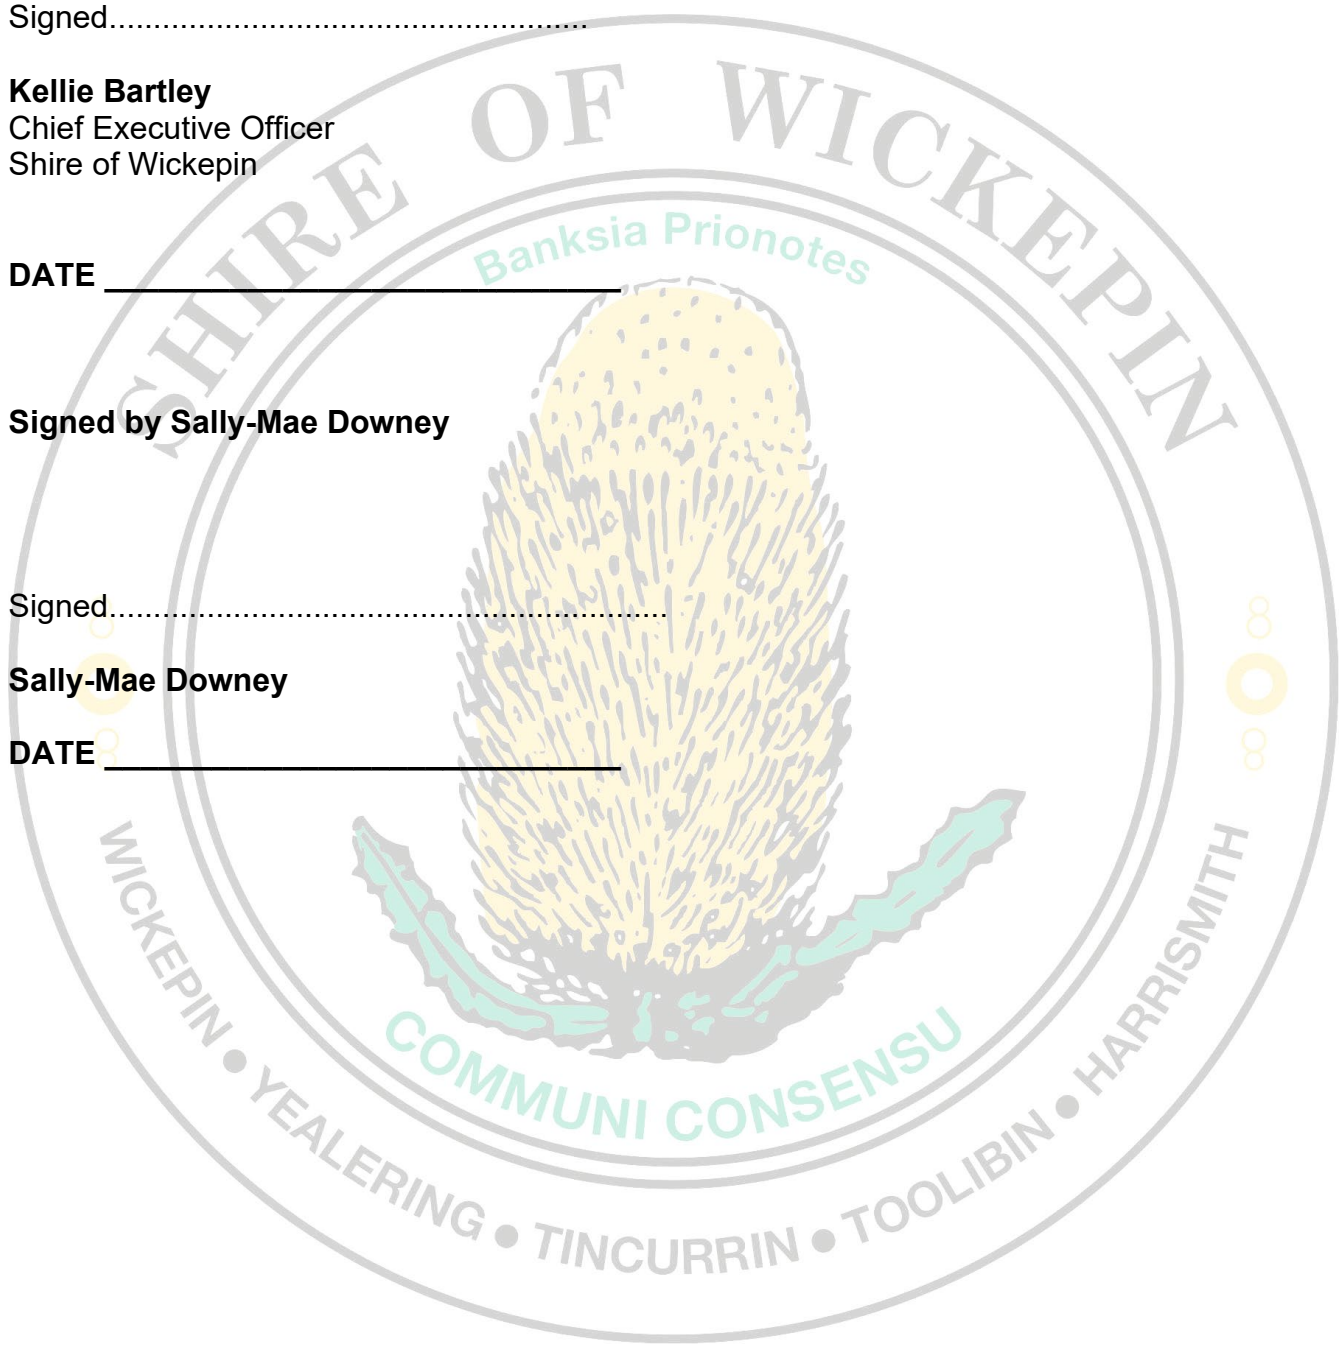 Signed......................................................
Kellie Bartley
Chief Executive Officer
Shire of Wickepin
DATE ______________________________
Signed by Sally-Mae Downey
Signed...............................................................
Sally-Mae Downey
DATE ______________________________
SHIRE OF WICKEPIN
Banksia Prionotes
COMMUNI CONSENSU
WICKEPIN ● YEALERING ● TINCURRIN ● TOOLIBIN ● HARRISMITH